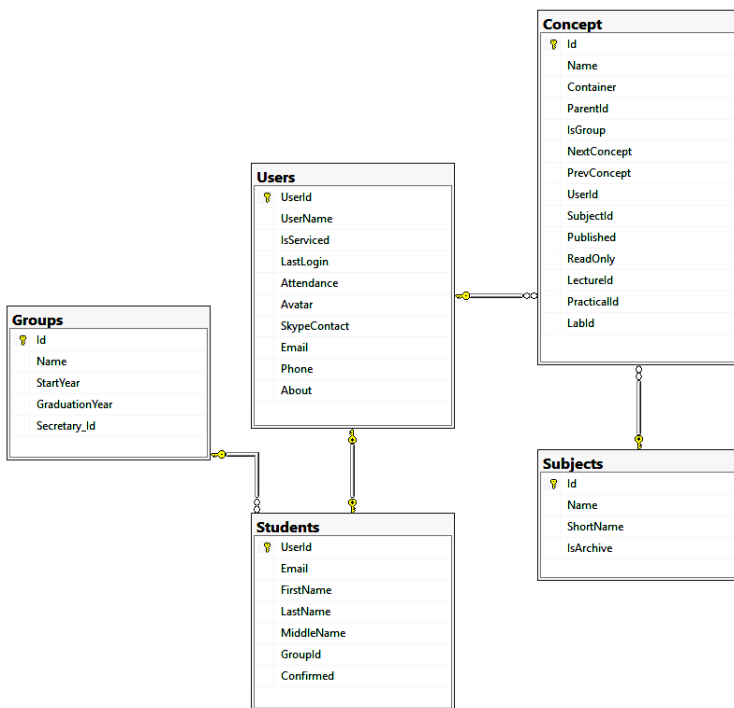 Concept
Id
Name
Container
ParentId
IsGroup
NextConcept
PrevConcept
UserId
SubjectId
Published
ReadOnly
LectureId
PracticalId
LabId
Users
UserId
UserName
IsServiced
LastLogin
Attendance
Avatar
SkypeContact
Email
Phone
About
Groups
Id
Name
StartYear
GraduationYear
Secretary_Id
Subjects
Id
Name
ShortName
IsArchive
Students
UserId
Email
FirstName
LastName
MiddleName
GroupId
Confirmed